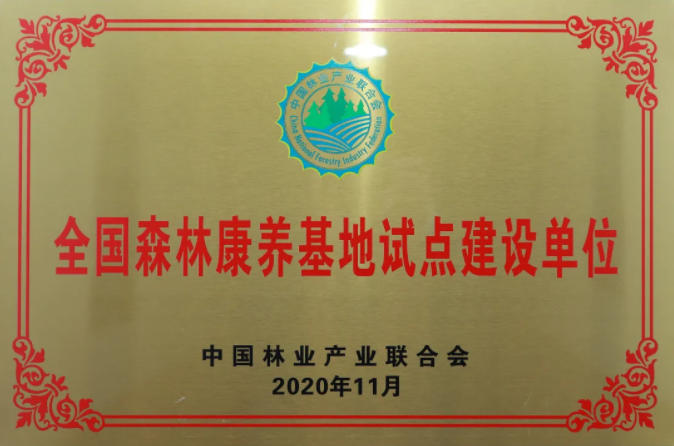 中国林业产业联合会
China National Forestry Industry Federation
全国森林康养基地试点建设单位
中国林业产业联合会
2020年11月